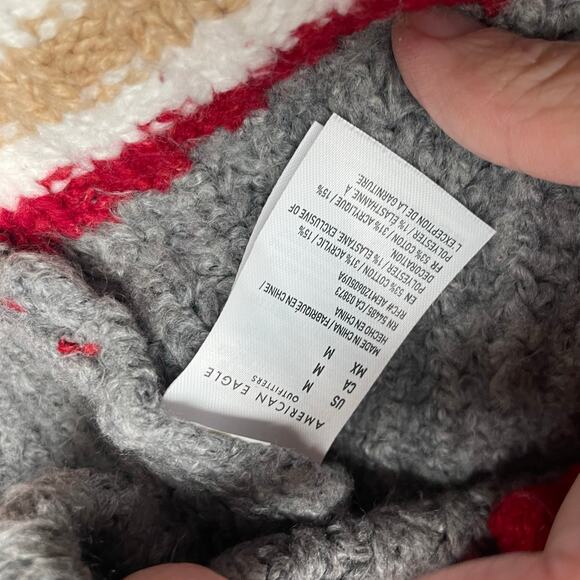 AMERICAN EAGLE
OUTFITTERS
US M
CA M
MX M
MADE IN CHINA / FABRIQUÉ EN CHINE /
HECHO EN CHINA
RN 54485 / CA 03973
RFC# AEM120606519A
EN: 53% COTTON / 31% ACRYLIC / 15%
POLYESTER / 1% ELASTANE, EXCLUSIVE OF
DECORATION.
FR: 53% COTON / 31% ACRYLIQUE / 15%
POLYESTER / 1% ÉLASTHANNE, À
L'EXCEPTION DE LA GARNITURE.